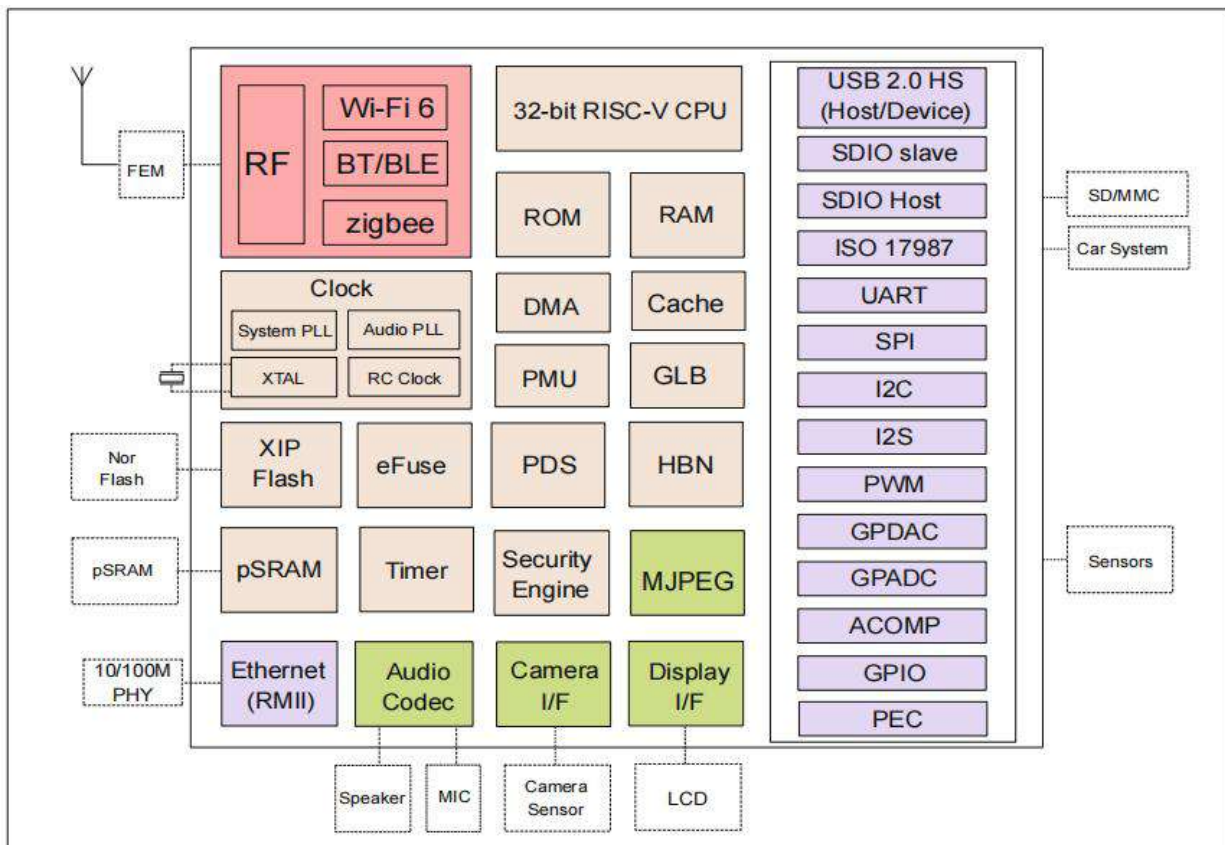 FEM
RF
Wi-Fi 6
BT/BLE
zigbee
Clock
System PLL
Audio PLL
XTAL
RC Clock
Nor
Flash
XIP
Flash
eFuse
pSRAM
pSRAM
Timer
10/100M
PHY
Ethernet
(RMII)
Audio
Codec
32-bit RISC-V CPU
ROM
RAM
DMA
Cache
PMU
GLB
PDS
HBN
Security
Engine
MJPEG
Camera
I/F
Display
I/F
Speaker
MIC
Camera
Sensor
LCD
USB 2.0 HS
(Host/Device)
SDIO slave
SDIO Host
ISO 17987
UART
SPI
I2C
I2S
PWM
GPDAC
GPADC
ACOMP
GPIO
PEC
SD/MMC
Car System
Sensors